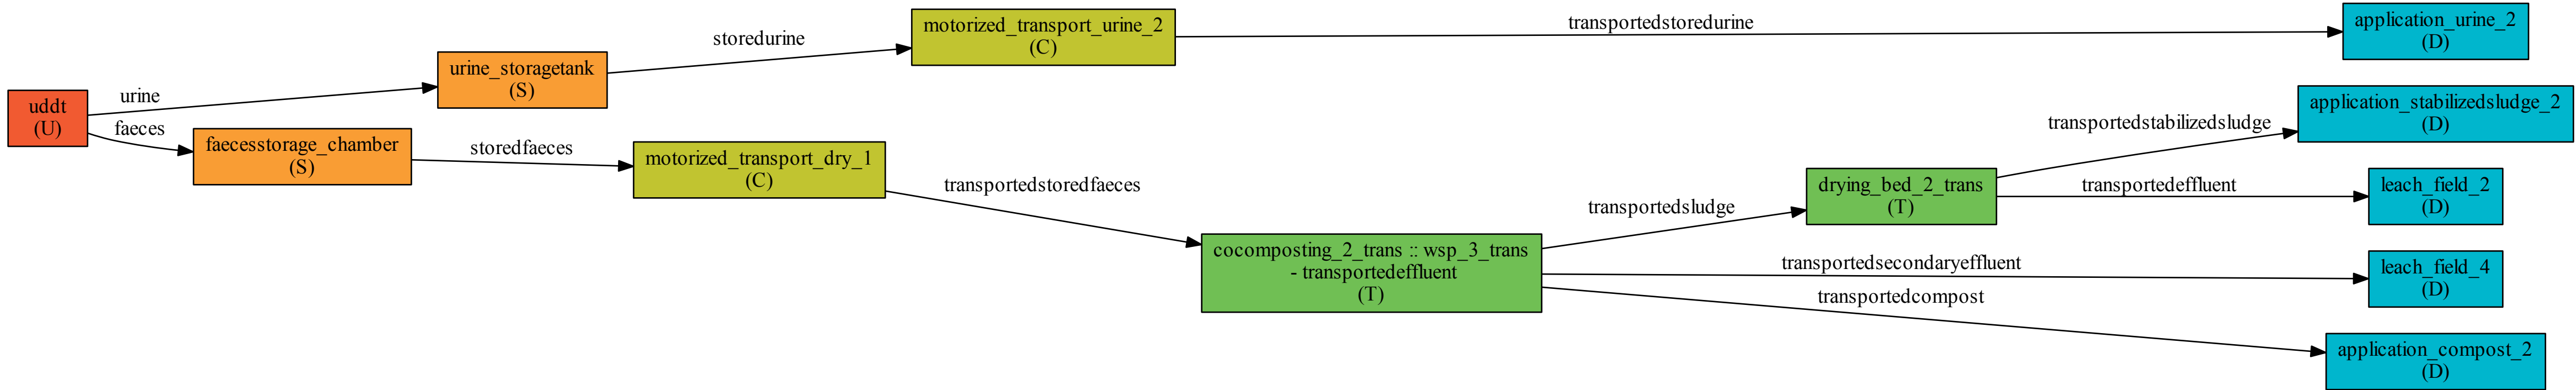 uddt
(U)
urine
faeces
urine_storagetank
(S)
faecesstorage_chamber
(S)
storedurine
storedfaeces
motorized_transport_urine_2
(C)
motorized_transport_dry_1
(C)
transportedstoredurine
transportedstoredfaeces
cocomposting_2_trans :: wsp_3_trans
- transportedeffluent
(T)
transportedsludge
transportedsecondaryeffluent
transportedcompost
drying_bed_2_trans
(T)
transportedstabilizedsludge
transportedeffluent
application_urine_2
(D)
application_stabilizedsludge_2
(D)
leach_field_2
(D)
leach_field_4
(D)
application_compost_2
(D)